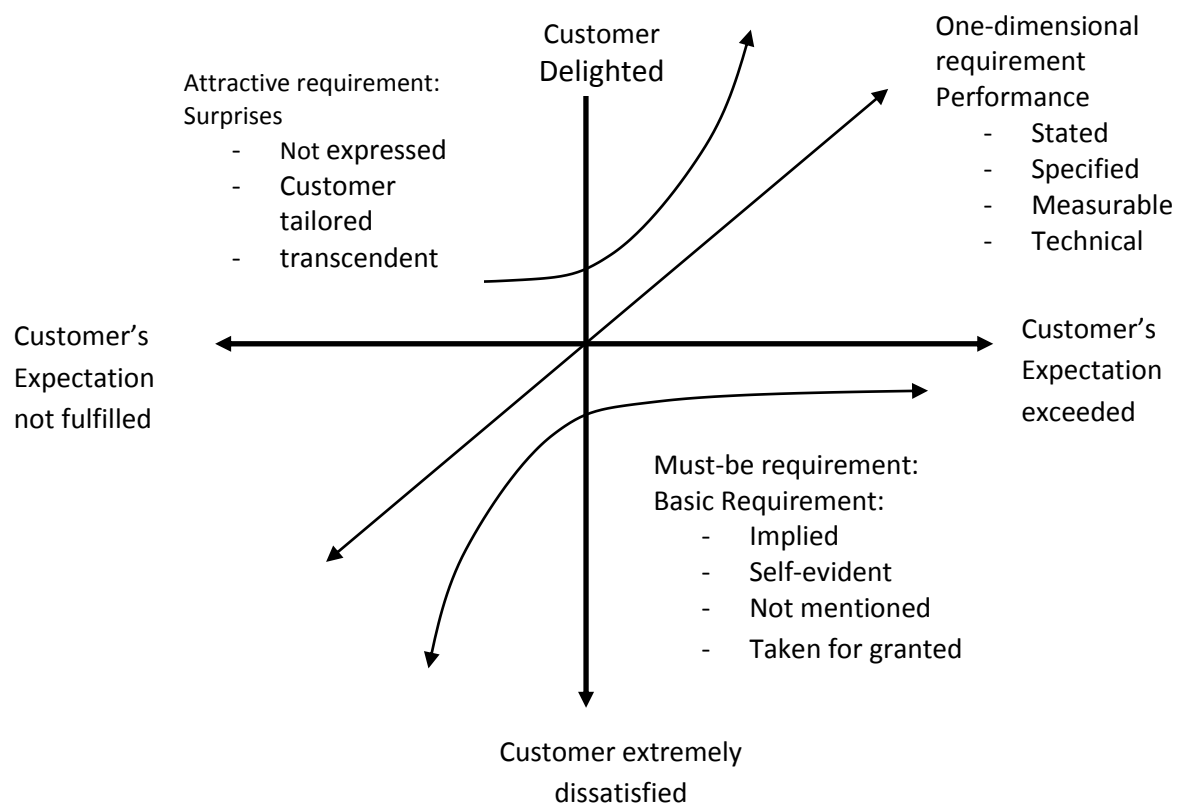 Customer
Delighted
Attractive requirement:
Surprises
- Not expressed
- Customer
tailored
- transcendent
One-dimensional
requirement
Performance
- Stated
- Specified
- Measurable
- Technical
Customer’s
Expectation
not fulfilled
Customer’s
Expectation
exceeded
Must-be requirement:
Basic Requirement:
- Implied
- Self-evident
- Not mentioned
- Taken for granted
Customer extremely
dissatisfied